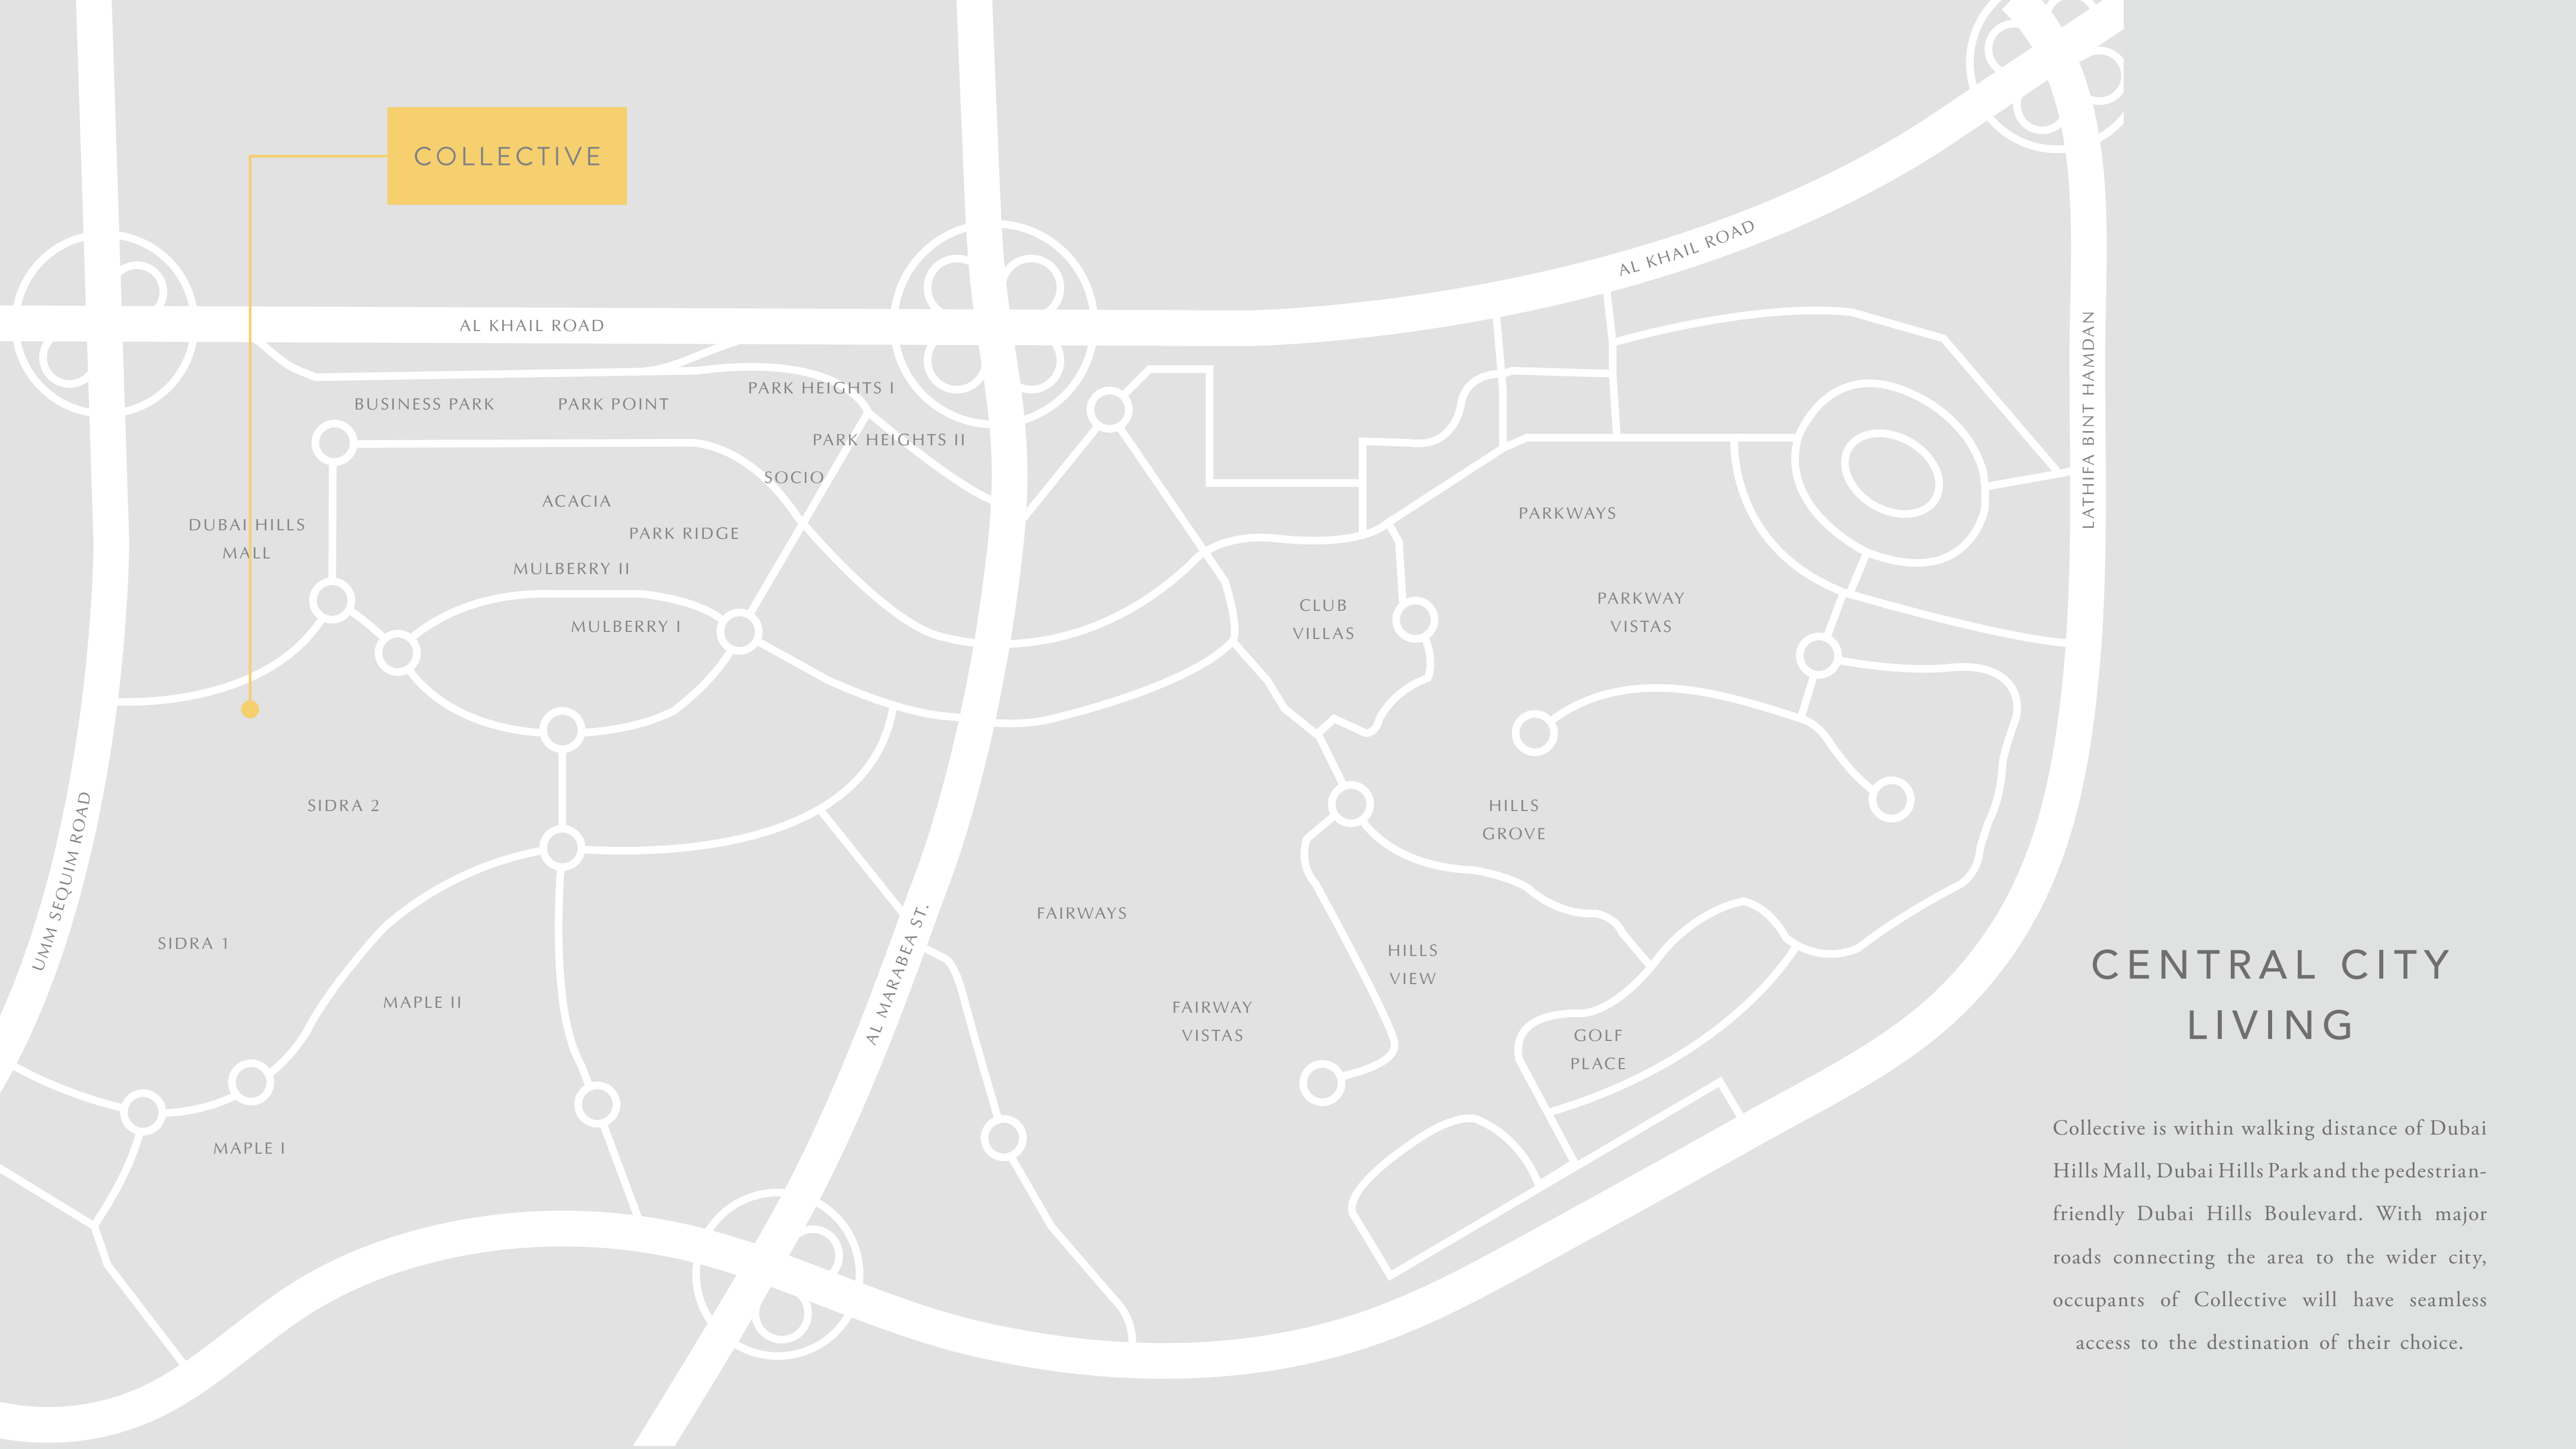 COLLECTIVE
AL KHAIL ROAD
AL KHAIL ROAD
LATHIFA BINT HAMDAN
PARK HEIGHTS I
BUSINESS PARK
PARK POINT
PARK HEIGHTS II
SOCIO
ACACIA
PARK RIDGE
DUBAI HILLS
MALL
MULBERRY II
MULBERRY I
PARKWAYS
CLUB
VILLAS
PARKWAY
VISTAS
SIDRA 2
HILLS
GROVE
UMM SEQUIM ROAD
SIDRA 1
AL MARABEA ST.
FAIRWAYS
HILLS
VIEW
MAPLE II
FAIRWAY
VISTAS
GOLF
PLACE
MAPLE I
CENTRAL CITY
LIVING
Collective is within walking distance of Dubai
Hills Mall, Dubai Hills Park and the pedestrian-
friendly Dubai Hills Boulevard. With major
roads connecting the area to the wider city,
occupants of Collective will have seamless
access to the destination of their choice.